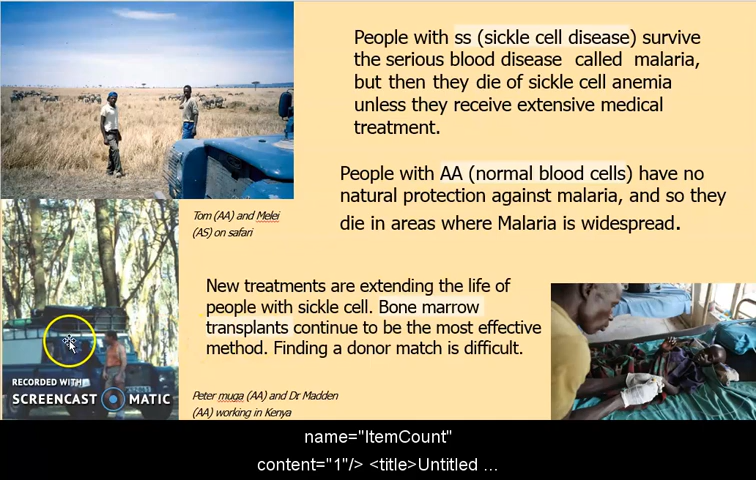 People with ss (sickle cell disease) survive
the serious blood disease called malaria,
but then they die of sickle cell anemia
unless they receive extensive medical
treatment.
People with AA (normal blood cells) have no
natural protection against malaria, and so they
die in areas where Malaria is widespread.
Tom (AA) and Melei
(AS) on safari
New treatments are extending the life of
people with sickle cell. Bone marrow
transplants continue to be the most effective
method. Finding a donor match is difficult.
RECORDED WITH
SCREENCAST MATIC
Peter muga (AA) and Dr Madden
(AA) working in Kenya
name="ItemCount"
content="1"/> <title>Untitled ...